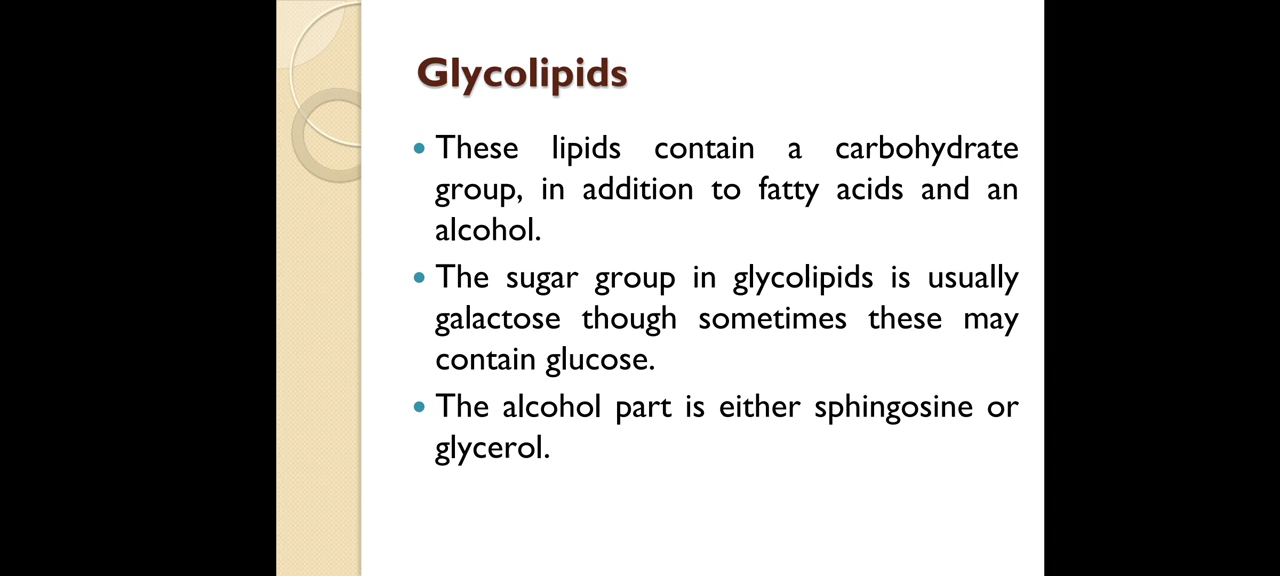 Glycolipids
• These lipids contain a carbohydrate
group, in addition to fatty acids and an
alcohol.
• The sugar group in glycolipids is usually
galactose though sometimes these may
contain glucose.
• The alcohol part is either sphingosine or
glycerol.